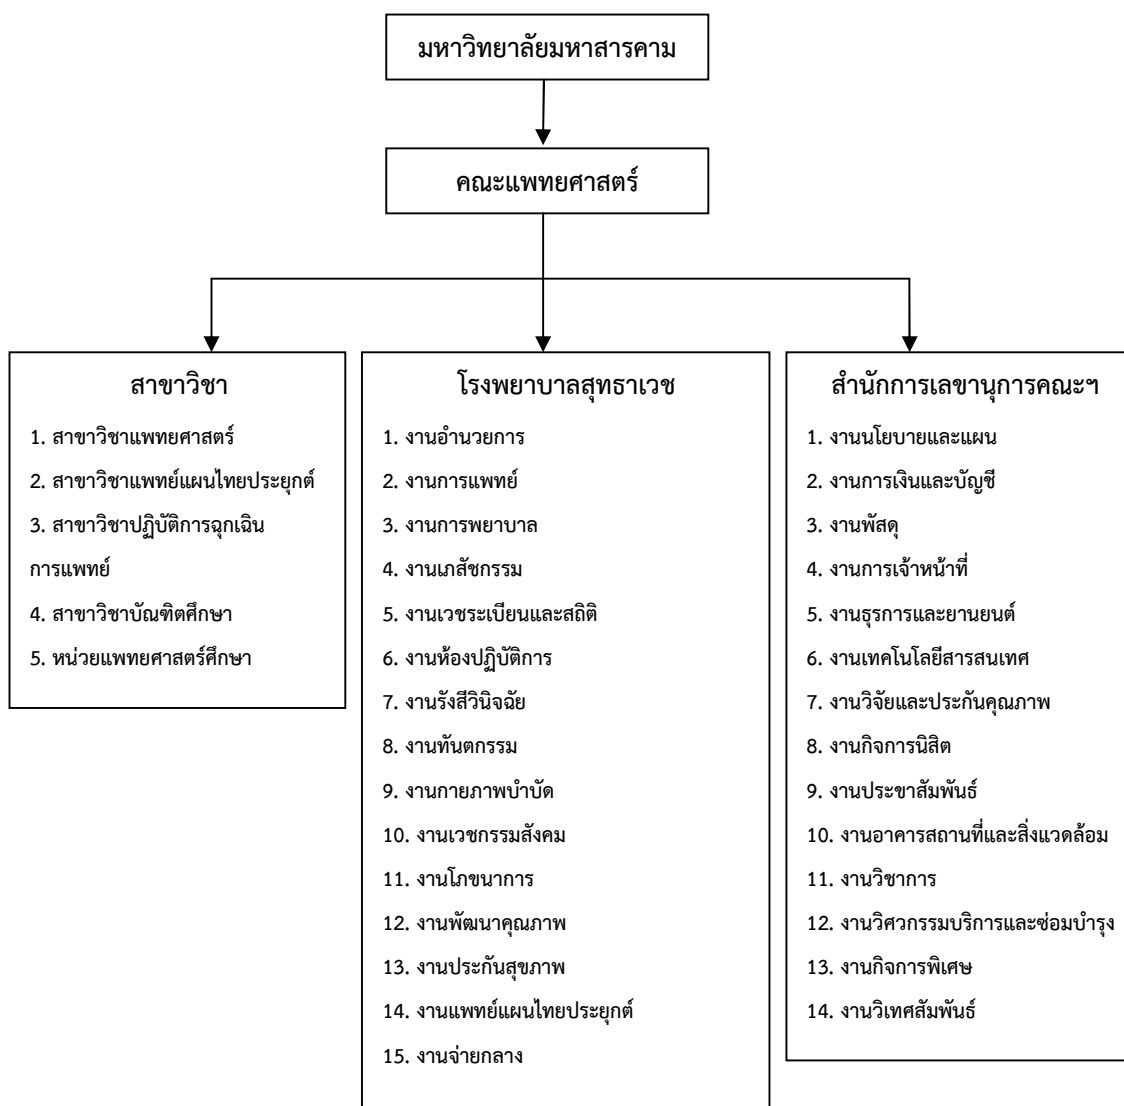 มหาวิทยาลัยมหาสารคาม
คณะแพทยศาสตร์
สาขาวิชา
1. สาขาวิชาแพทยศาสตร์
2. สาขาวิชาแพทย์แผนไทยประยุกต์
3. สาขาวิชาปฏิบัติการฉุกเฉิน
การแพทย์
4. สาขาวิชาบัณฑิตศึกษา
5. หน่วยแพทยศาสตร์ศึกษา
โรงพยาบาลสุทธาเวช
1. งานอำนวยการ
2. งานการแพทย์
3. งานการพยาบาล
4. งานเภสัชกรรม
5. งานเวชระเบียนและสถิติ
6. งานห้องปฏิบัติการ
7. งานรังสีวินิจฉัย
8. งานทันตกรรม
9. งานกายภาพบำบัด
10. งานเวชกรรมสังคม
11. งานโภขนาการ
12. งานพัฒนาคุณภาพ
13. งานประกันสุขภาพ
14. งานแพทย์แผนไทยประยุกต์
15. งานจ่ายกลาง
สำนักการเลขานุการคณะฯ
1. งานนโยบายและแผน
2. งานการเงินและบัญชี
3. งานพัสดุ
4. งานการเจ้าหน้าที่
5. งานธุรการและยานยนต์
6. งานเทคโนโลยีสารสนเทศ
7. งานวิจัยและประกันคุณภาพ
8. งานกิจการนิสิต
9. งานประขาสัมพันธ์
10. งานอาคารสถานที่และสิ่งแวดล้อม
11. งานวิชาการ
12. งานวิศวกรรมบริการและซ่อมบำรุง
13. งานกิจการพิเศษ
14. งานวิเทศสัมพันธ์